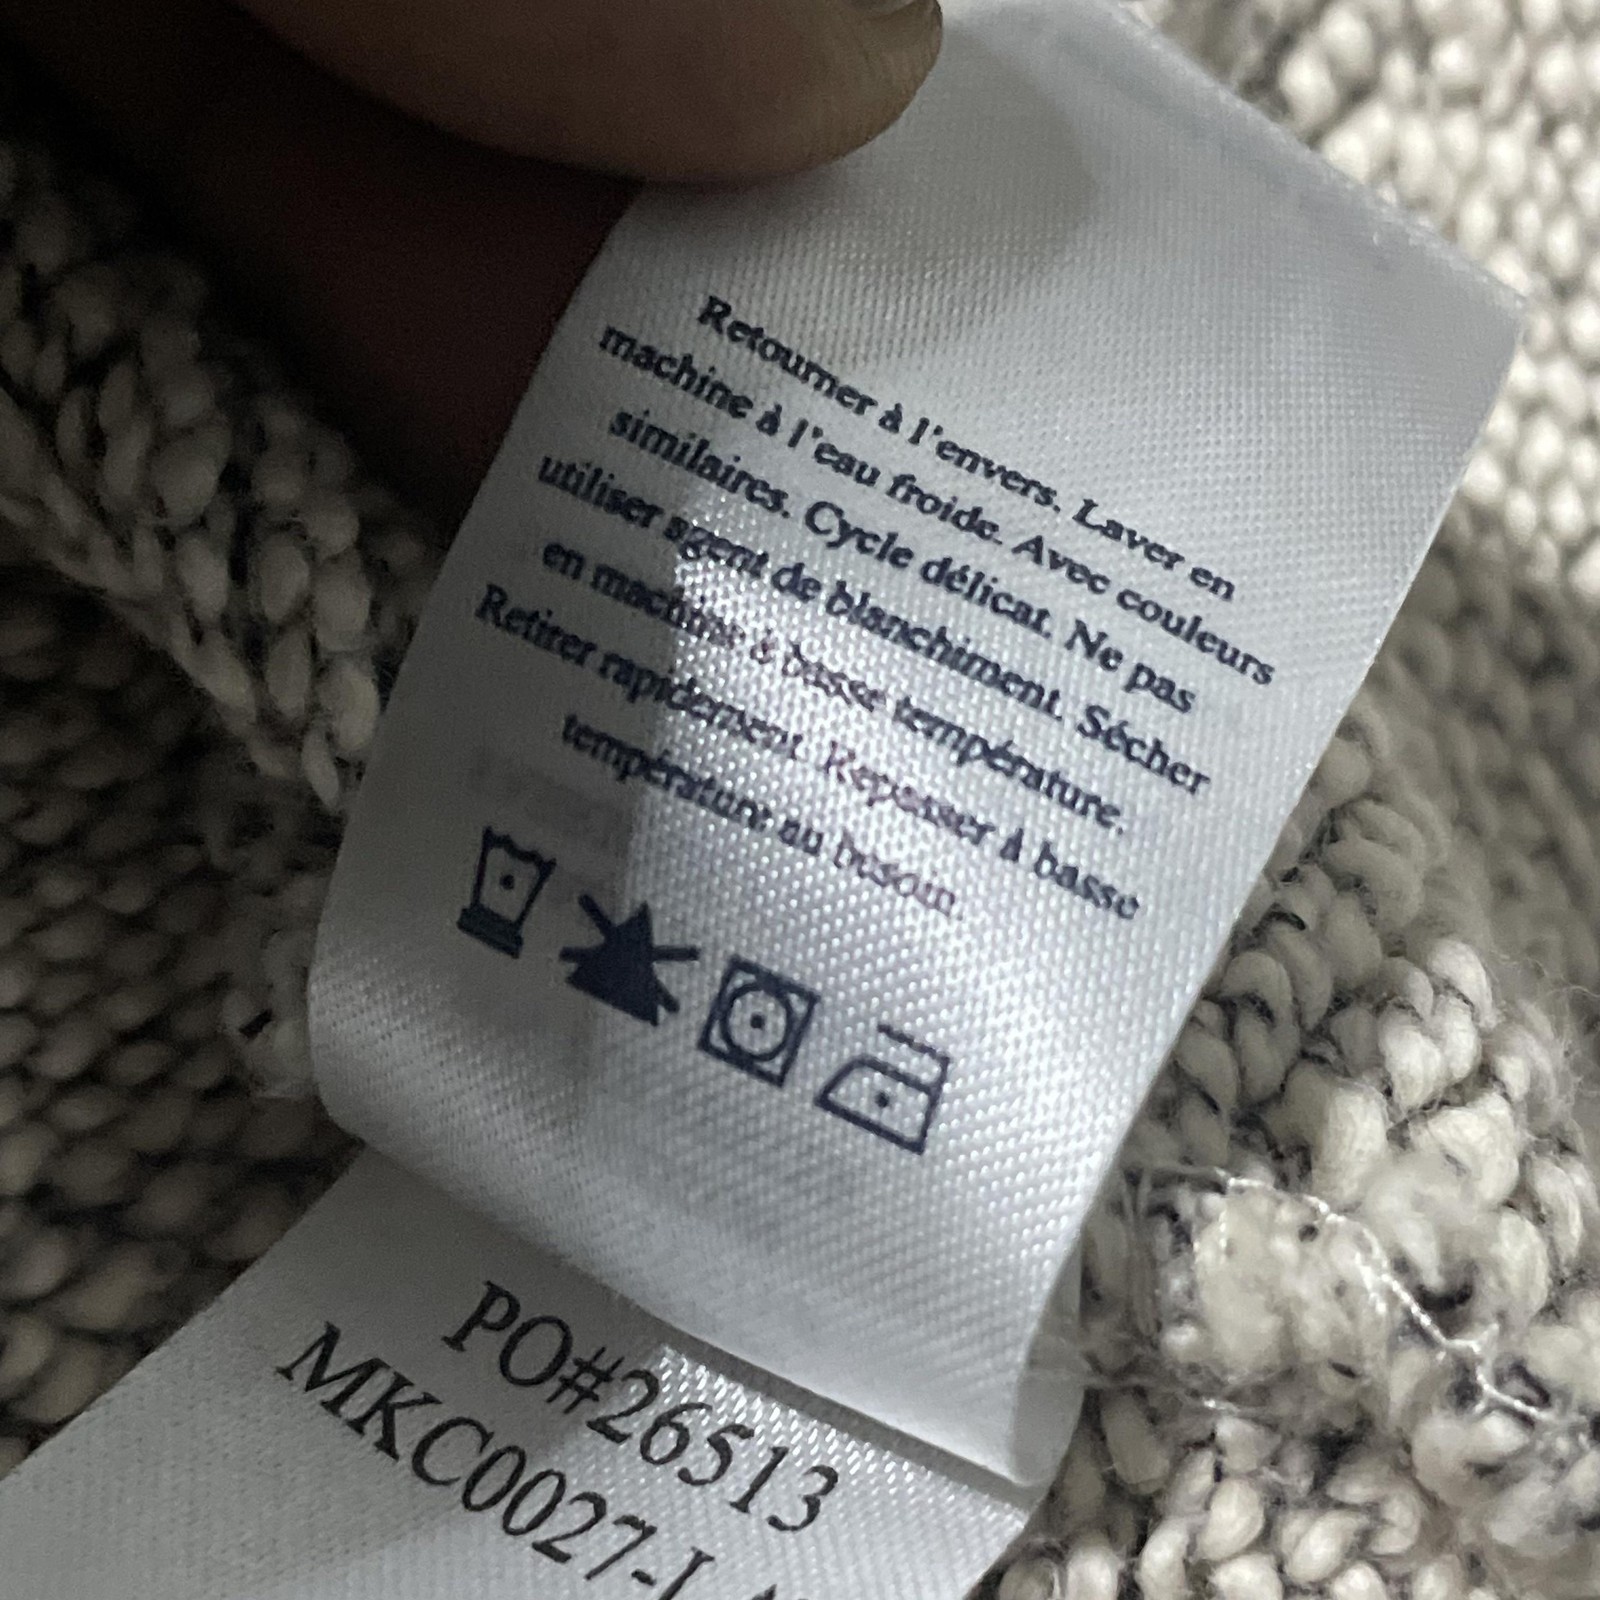 Retourner à l'envers. Laver en
machine à l'eau froide. Avec couleurs
similaires. Cycle délicat. Ne pas
utiliser agent de blanchiment. Sécher
en machine à basse température.
Retirer rapidement. Repasser à basse
température au besoin
PO#26513
MKC0027-L